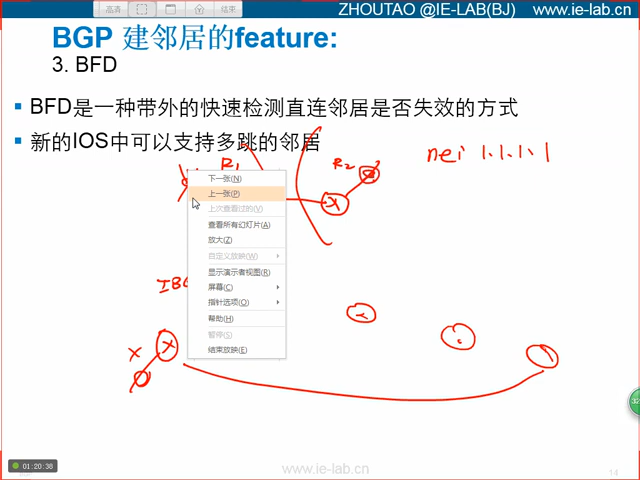 高清
结束
ZHOUTAO @IE-LAB(BJ) www.ie-lab.cn
BGP 建邻居的feature:
3. BFD
BFD是一种带外的快速检测直连邻居是否失效的方式
新的IOS中可以支持多跳的邻居
nei 1.1.1.1
R1
R2
下一张(N)
上一张(P)
上次查看过的(V)
查看所有幻灯片(A)
放大(Z)
自定义放映(W)
显示演示者视图(R)
屏幕(C)
指针选项(O)
帮助(H)
暂停(S)
结束放映(E)
IBG
X
X
01:20:38
www.ie-lab.cn
14